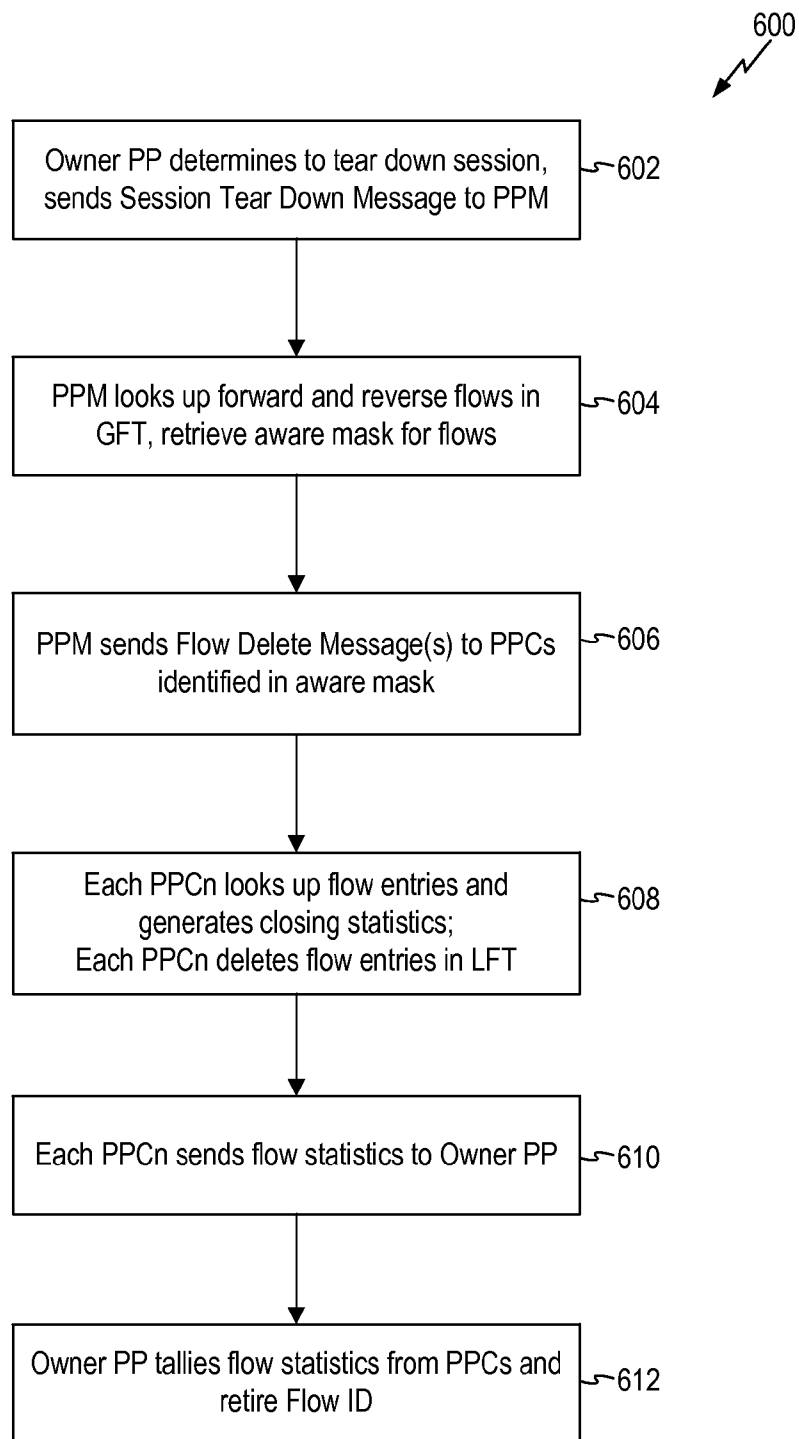 600
Owner PP determines to tear down session,
sends Session Tear Down Message to PPM
602
PPM looks up forward and reverse flows in
GFT, retrieve aware mask for flows
604
PPM sends Flow Delete Message(s) to PPCs
identified in aware mask
606
Each PPCn looks up flow entries and
generates closing statistics;
Each PPCn deletes flow entries in LFT
608
Each PPCn sends flow statistics to Owner PP
610
Owner PP tallies flow statistics from PPCs and
retire Flow ID
612